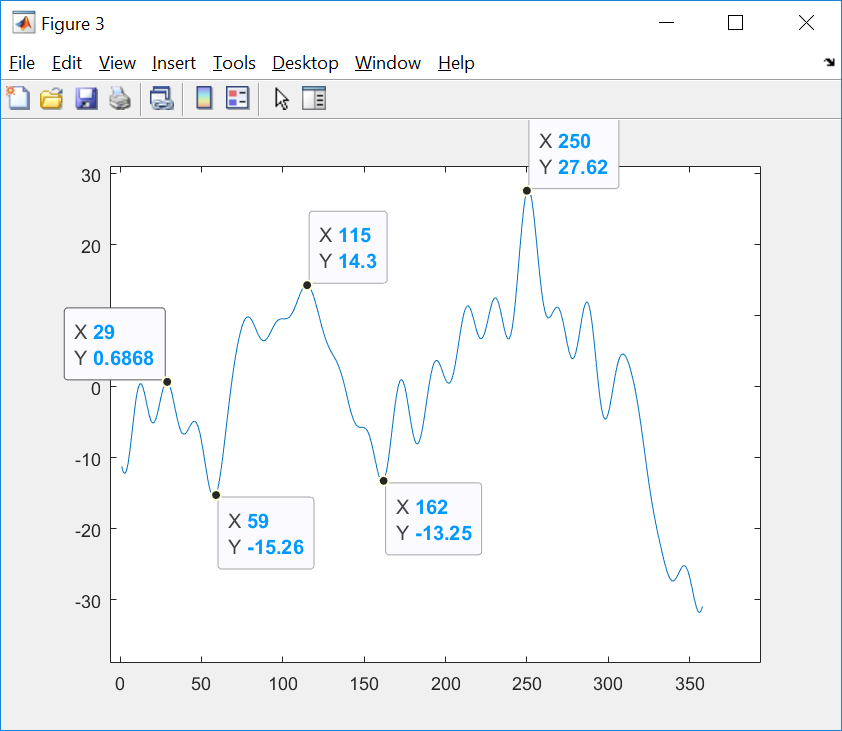 Figure 3
File Edit View Insert Tools Desktop Window Help
X 250
Y 27.62
30
X 115
Y 14.3
20
X 29
Y 0.6868
0
-10
X 162
Y -13.25
X 59
Y -15.26
-20
-30
0 50 100 150 200 250 300 350